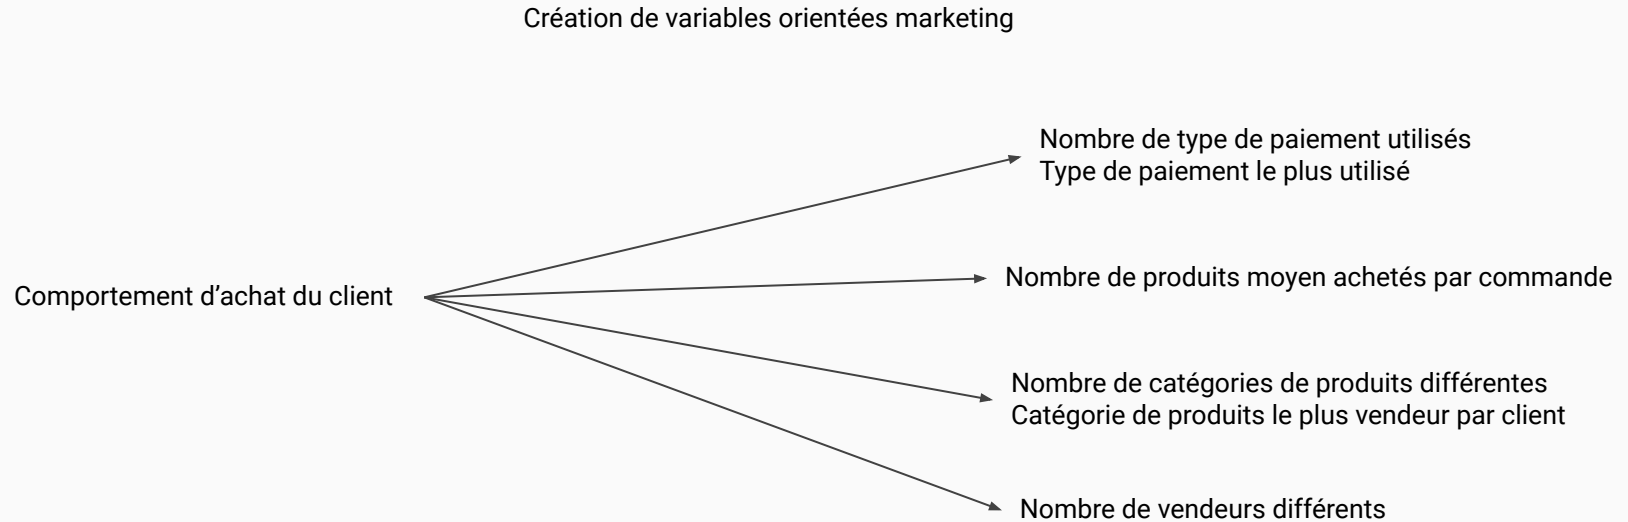 Création de variables orientées marketing
Nombre de type de paiement utilisés
Type de paiement le plus utilisé
Comportement d’achat du client
Nombre de produits moyen achetés par commande
Nombre de catégories de produits différentes
Catégorie de produits le plus vendeur par client
Nombre de vendeurs différents